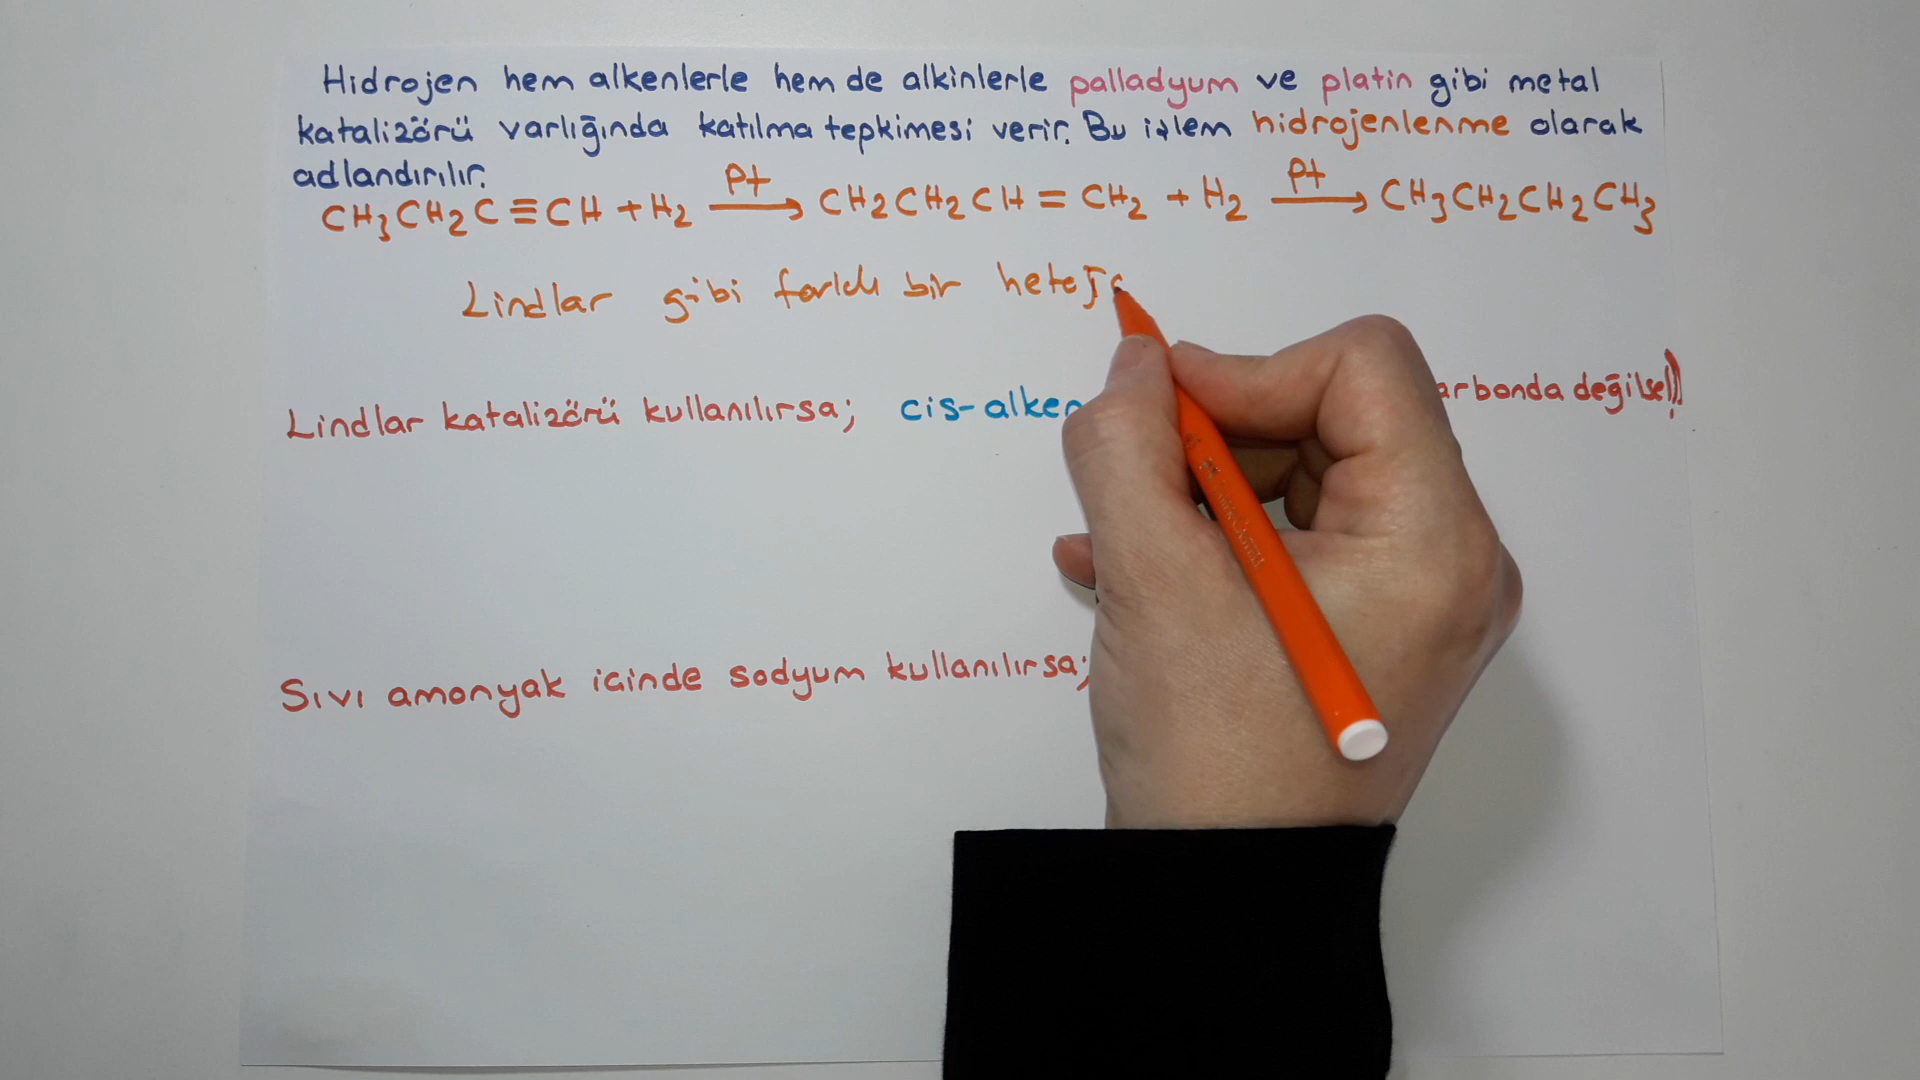 Hidrojen hem alkenlerle hem de alkinlerle palladyum ve platin gibi metal
katalizörü varlığında katılma tepkimesi verir. Bu işlem hidrojenlenme olarak
adlandırılır.
Pt Pt
CH3CH2C≡CH + H2 → CH2CH2CH=CH2 + H2 → CH3CH2CH2CH3
Lindlar gibi farklı bir
Lindlar katalizörü kullanılırsa; cis-alken arbonda değilse!)
Sıvı amonyak içinde sodyum kullanılırsa;